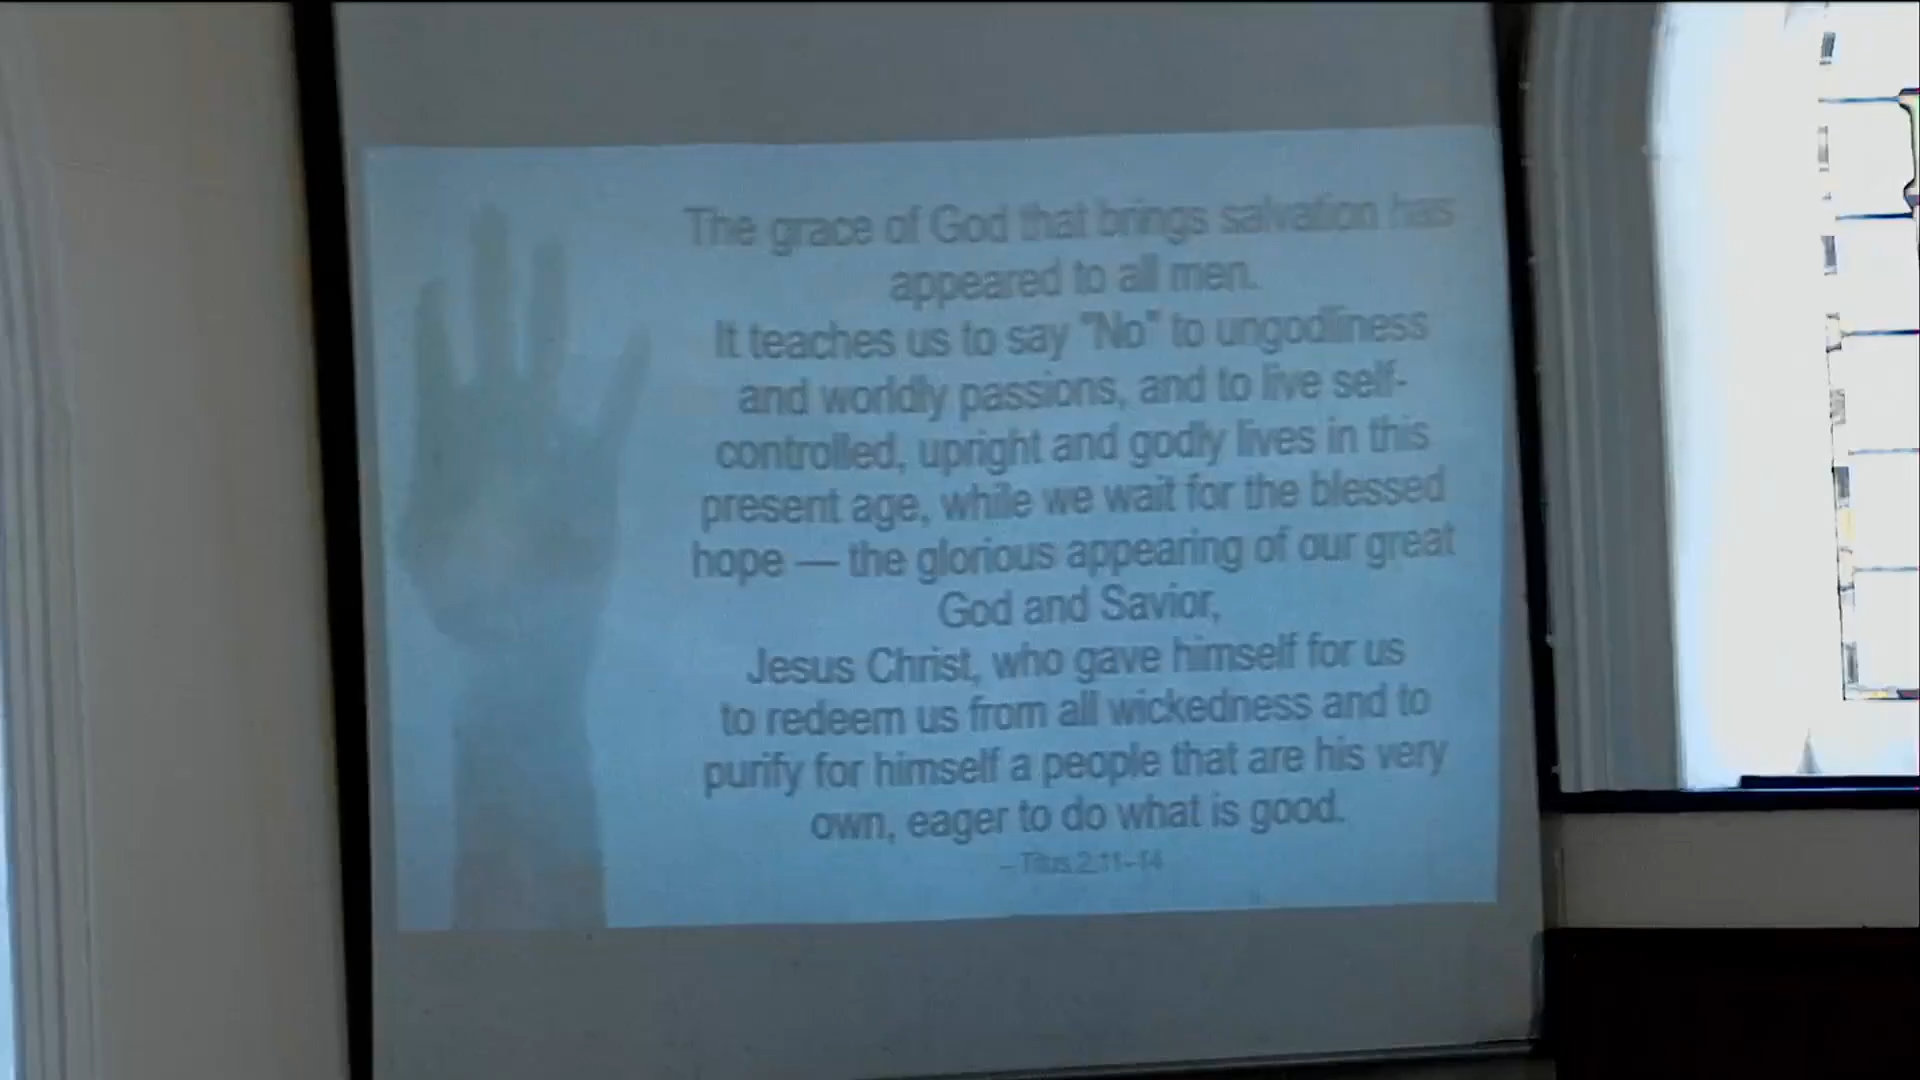 The grace of God that brings salvation has
appeared to all men.
It teaches us to say "No" to ungodliness
and worldly passions, and to live self-
controlled, upright and godly lives in this
present age, while we wait for the blessed
hope — the glorious appearing of our great
God and Savior,
Jesus Christ, who gave himself for us
to redeem us from all wickedness and to
purify for himself a people that are his very
own, eager to do what is good.
– Titus 2:11–14